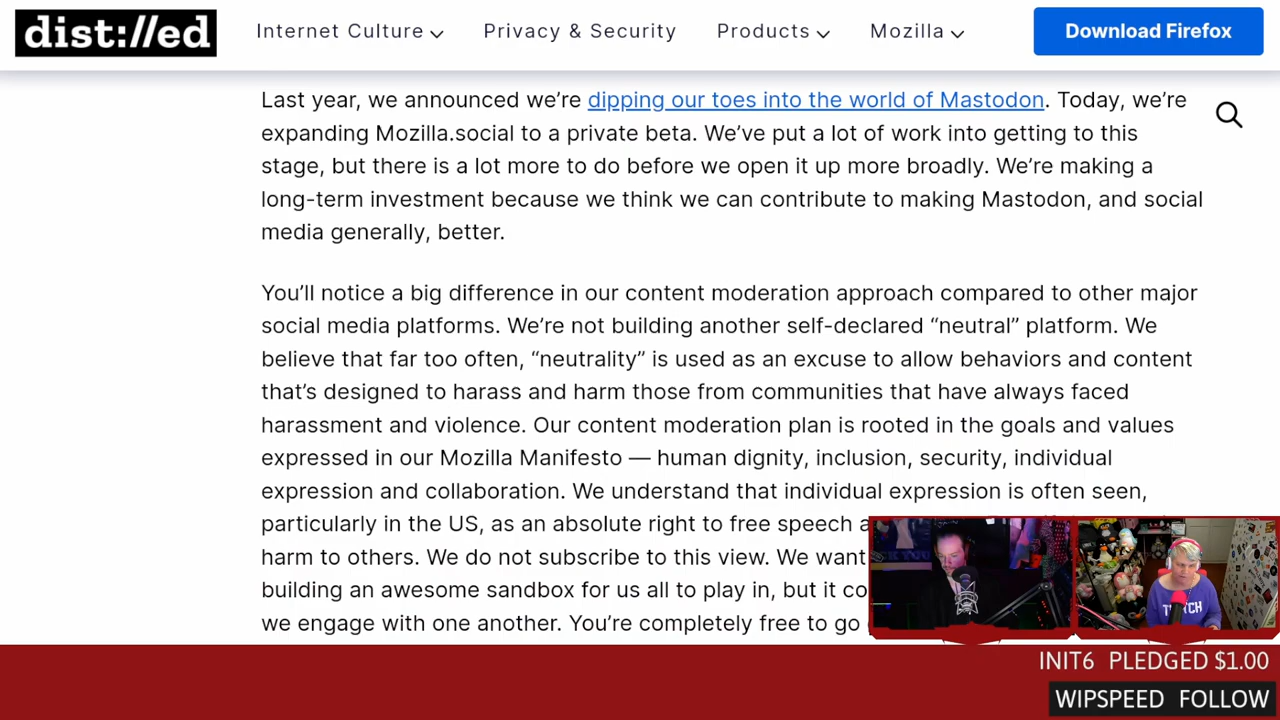 dist://ed
Internet Culture
Privacy & Security
Products
Mozilla
Download Firefox
Last year, we announced we’re dipping our toes into the world of Mastodon. Today, we’re
expanding Mozilla.social to a private beta. We’ve put a lot of work into getting to this
stage, but there is a lot more to do before we open it up more broadly. We’re making a
long-term investment because we think we can contribute to making Mastodon, and social
media generally, better.
You’ll notice a big difference in our content moderation approach compared to other major
social media platforms. We’re not building another self-declared “neutral” platform. We
believe that far too often, “neutrality” is used as an excuse to allow behaviors and content
that’s designed to harass and harm those from communities that have always faced
harassment and violence. Our content moderation plan is rooted in the goals and values
expressed in our Mozilla Manifesto — human dignity, inclusion, security, individual
expression and collaboration. We understand that individual expression is often seen,
particularly in the US, as an absolute right to free speech
harm to others. We do not subscribe to this view. We want
building an awesome sandbox for us all to play in, but it
we engage with one another. You’re completely free to go
TWITCH
INIT6 PLEDGED $1.00
WIPSPEED FOLLOW